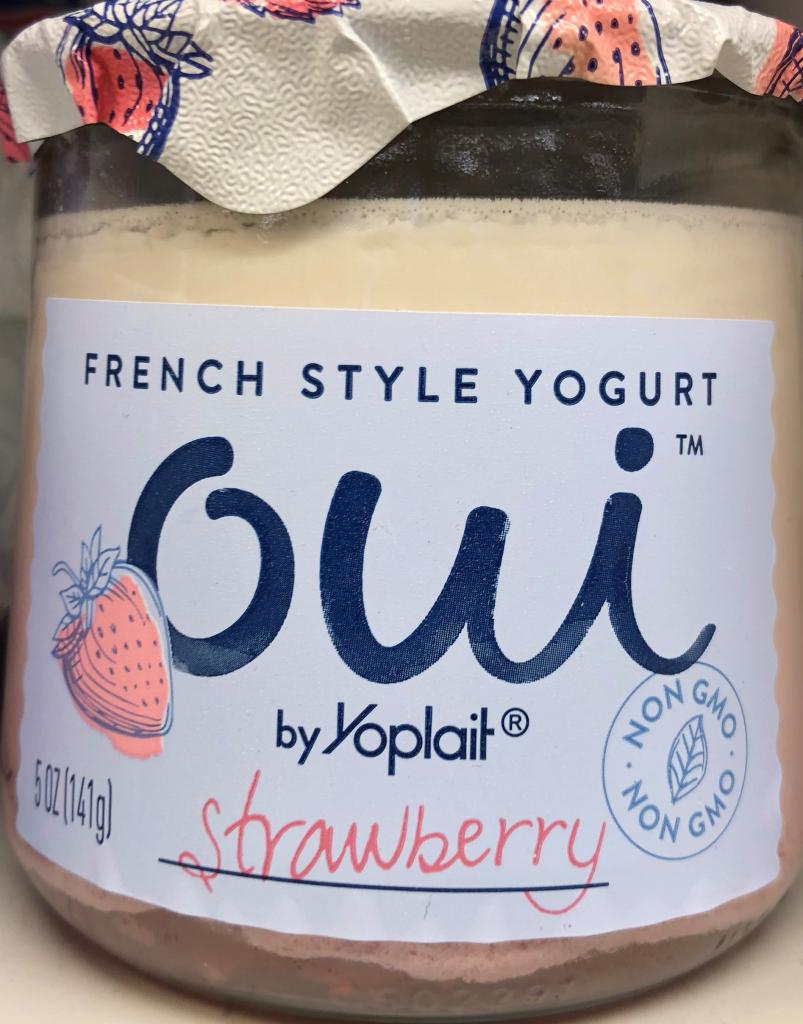 FRENCH STYLE YOGURT
oui™
by Yoplait®
NON GMO
NON GMO
5 OZ (141g)
strawberry